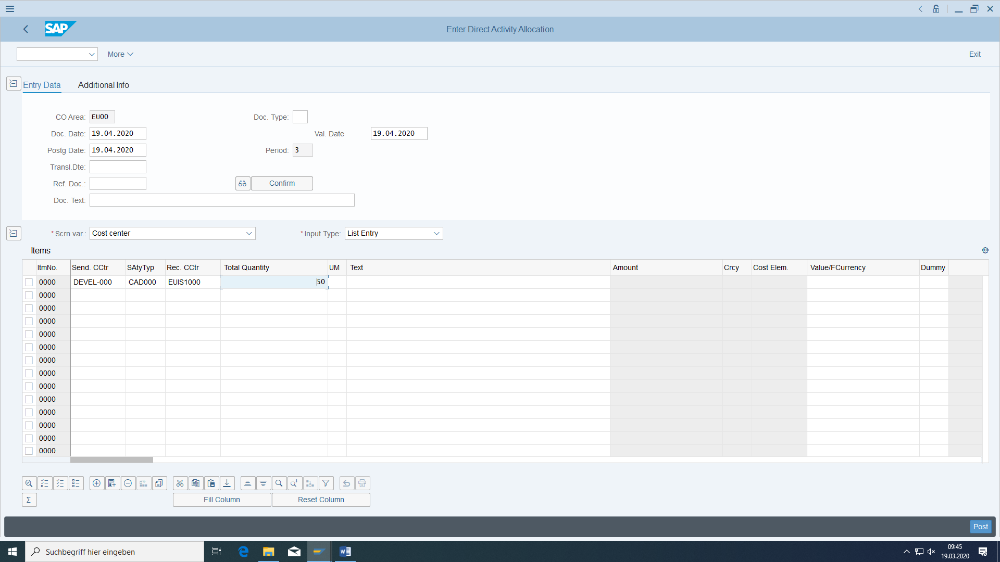 SAP
Enter Direct Activity Allocation
More
Exit
Entry Data
Additional Info
CO Area: EU00
Doc. Type:
Doc. Date: 19.04.2020
Val. Date 19.04.2020
Postg Date: 19.04.2020
Period: 3
Transl.Dte:
Ref. Doc.:
Confirm
Doc. Text:
* Scrn var.: Cost center
* Input Type: List Entry
Items
ItmNo. Send. CCtr SAtyTyp Rec. CCtr Total Quantity UM Text Amount Crcy Cost Elem. Value/FCurrency Dummy
0000 DEVEL-000 CAD000 EUIS1000 50
0000
0000
0000
0000
0000
0000
0000
0000
0000
0000
0000
0000
0000
Σ
Fill Column
Reset Column
Post
Suchbegriff hier eingeben
09:45
19.03.2020